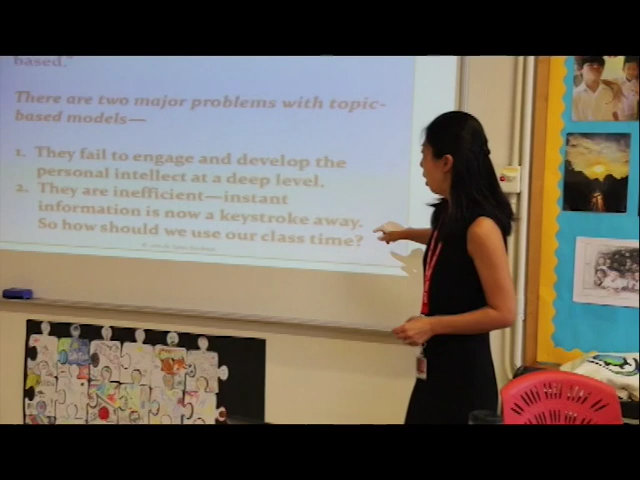 based."
There are two major problems with topic-
based models—
1. They fail to engage and develop the
personal intellect at a deep level.
2. They are inefficient—instant
information is now a keystroke away.
So how should we use our class time?